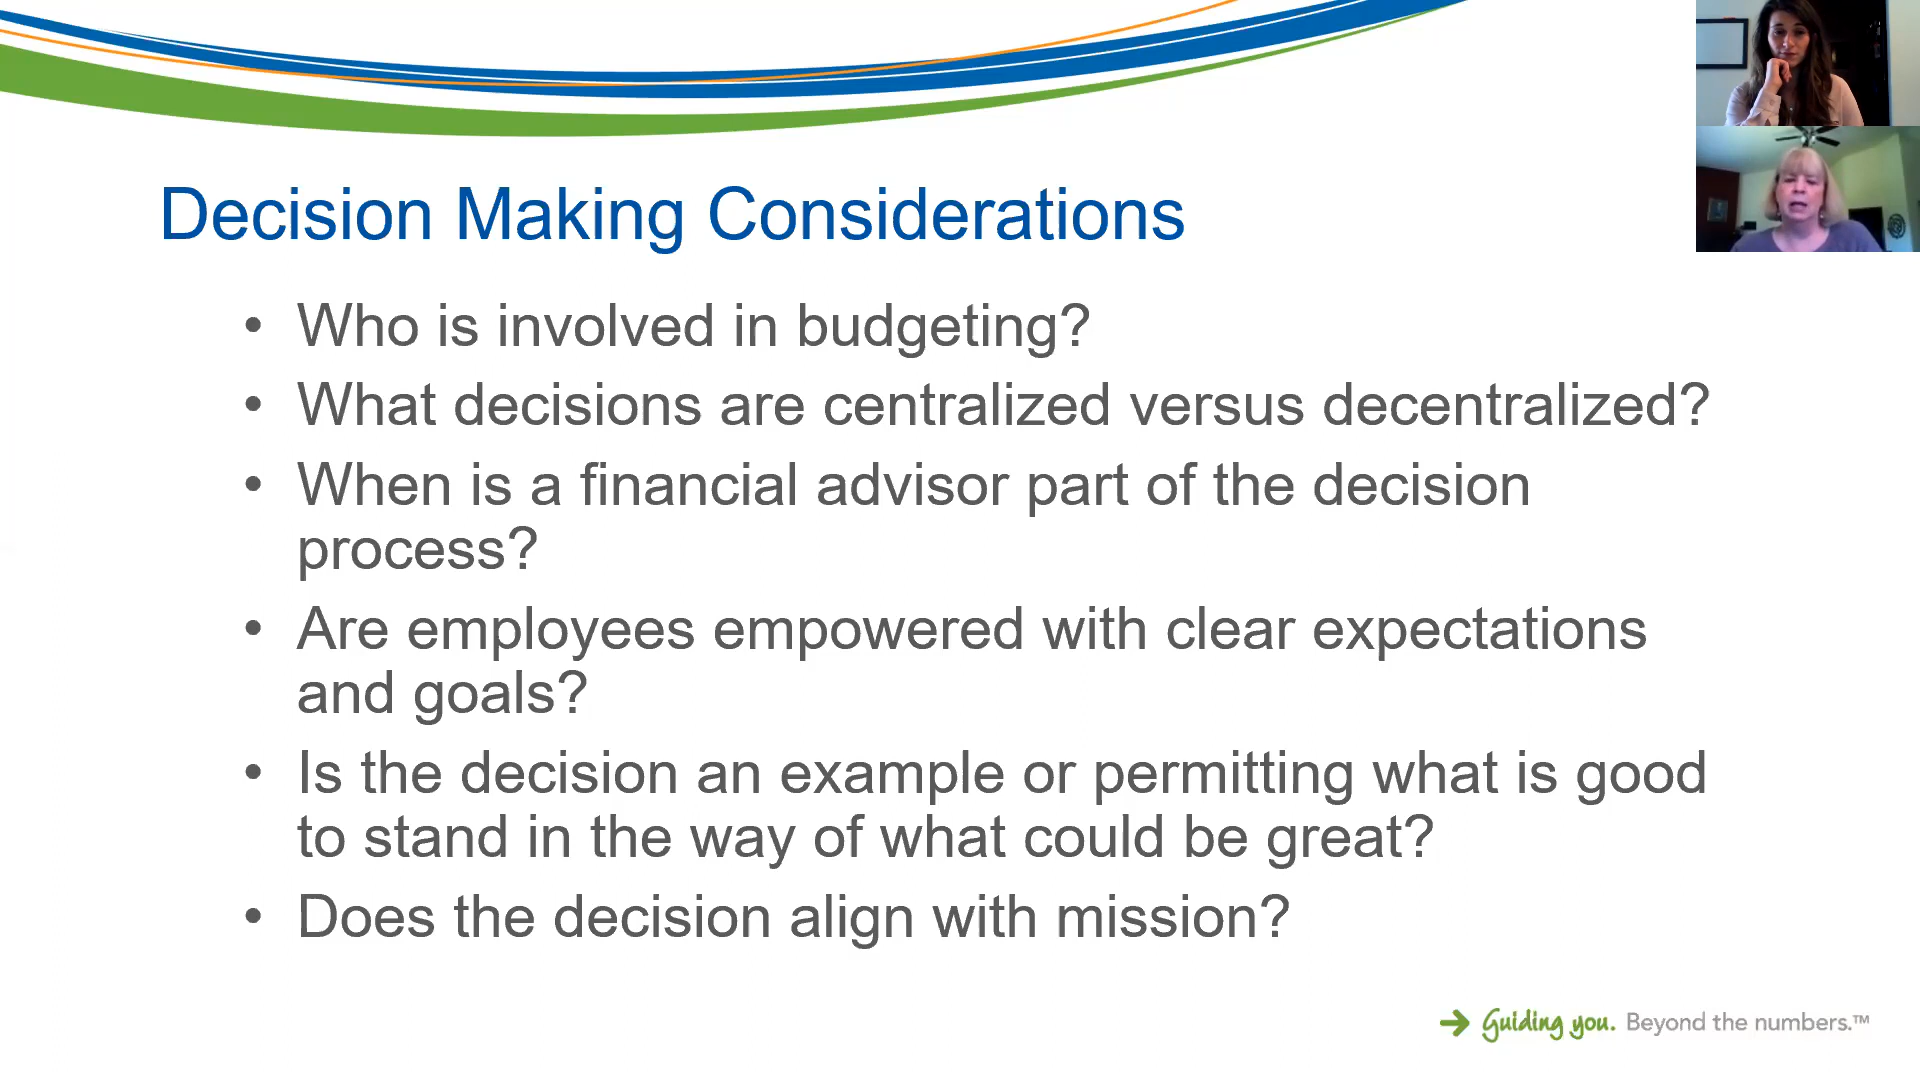 Decision Making Considerations
• Who is involved in budgeting?
• What decisions are centralized versus decentralized?
• When is a financial advisor part of the decision
process?
• Are employees empowered with clear expectations
and goals?
• Is the decision an example or permitting what is good
to stand in the way of what could be great?
• Does the decision align with mission?
Guiding you. Beyond the numbers.™